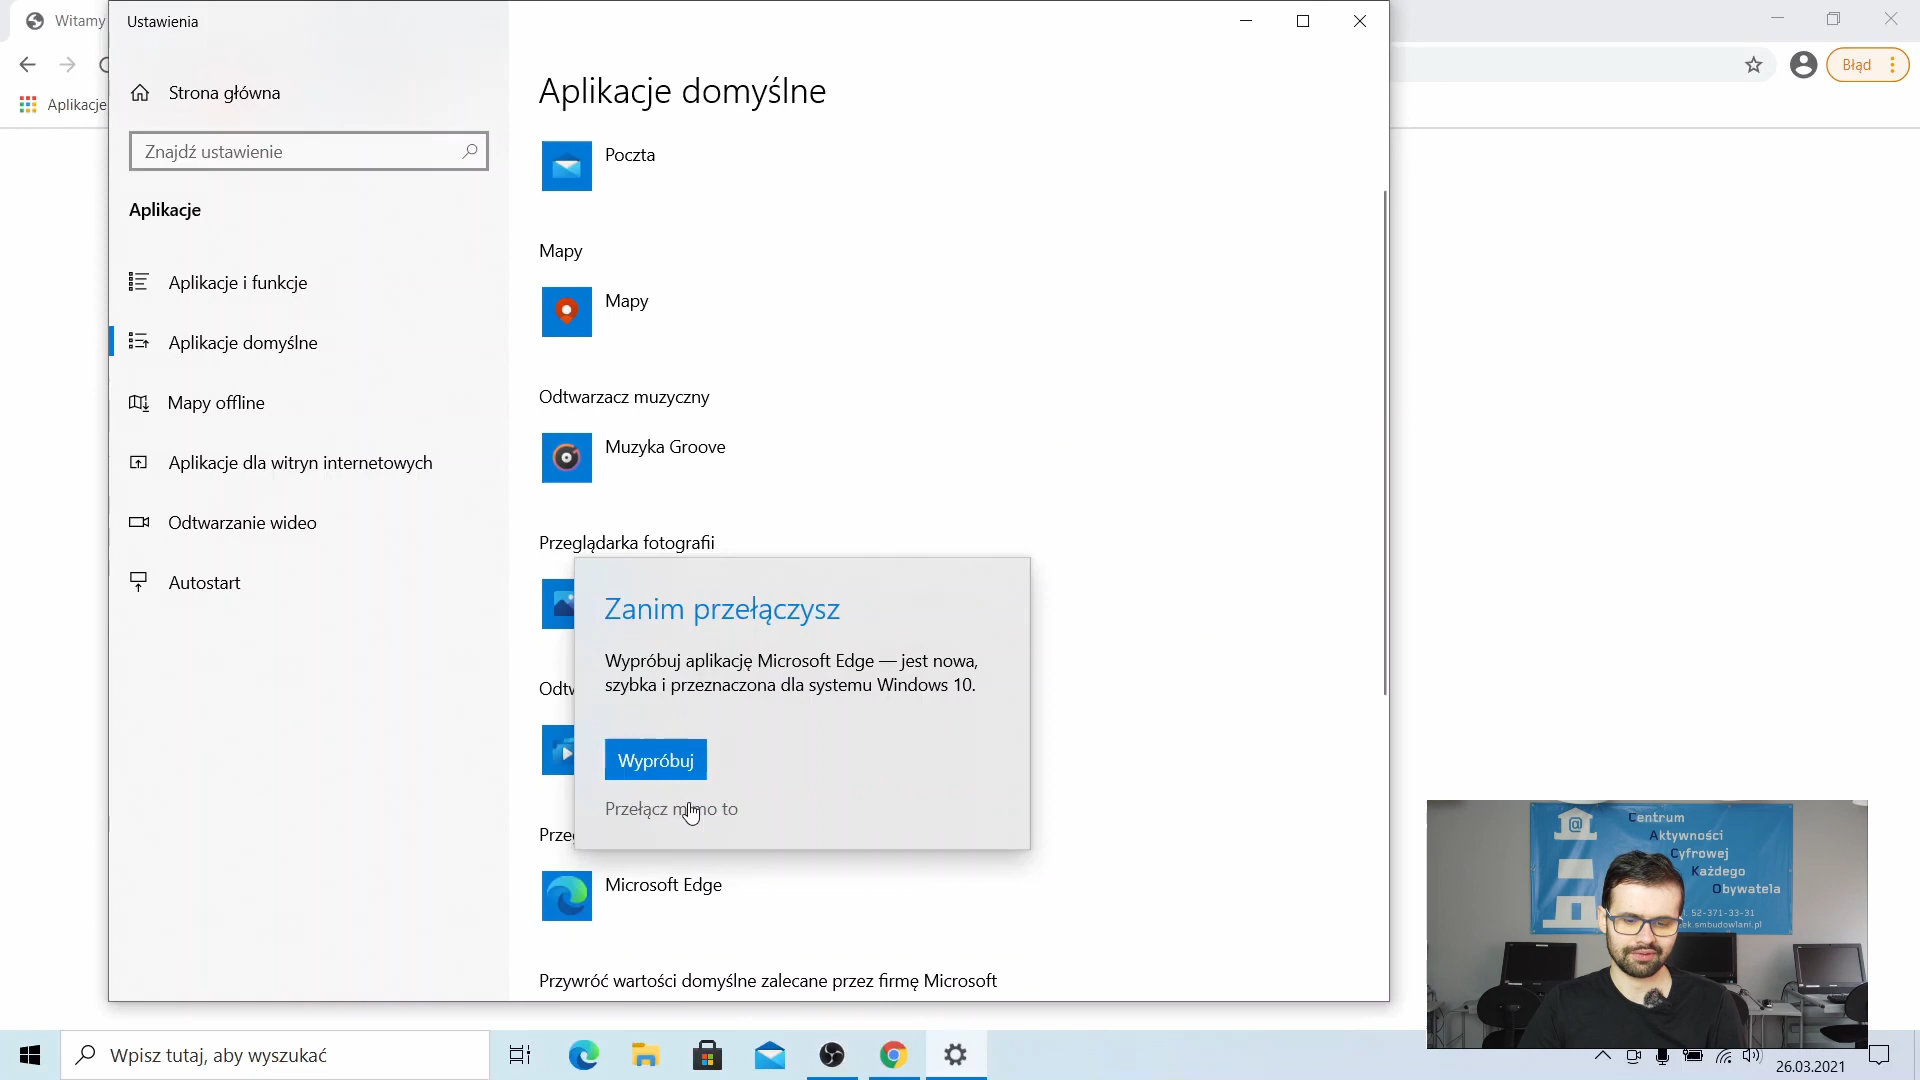 Witamy
Aplikacje
Błąd
Ustawienia
Strona główna
Znajdź ustawienie
Aplikacje
Aplikacje i funkcje
Aplikacje domyślne
Mapy offline
Aplikacje dla witryn internetowych
Odtwarzanie wideo
Autostart
Aplikacje domyślne
Poczta
Mapy
Mapy
Odtwarzacz muzyczny
Muzyka Groove
Przeglądarka fotografii
Zanim przełączysz
Wypróbuj aplikację Microsoft Edge — jest nowa,
szybka i przeznaczona dla systemu Windows 10.
Wypróbuj
Przełącz mimo to
Microsoft Edge
Przywróć wartości domyślne zalecane przez firmę Microsoft
Centrum
Aktywności
Cyfrowej
Każdego
Obywatela
52-371-33-31
.smbudowlani.pl
Wpisz tutaj, aby wyszukać
26.03.2021